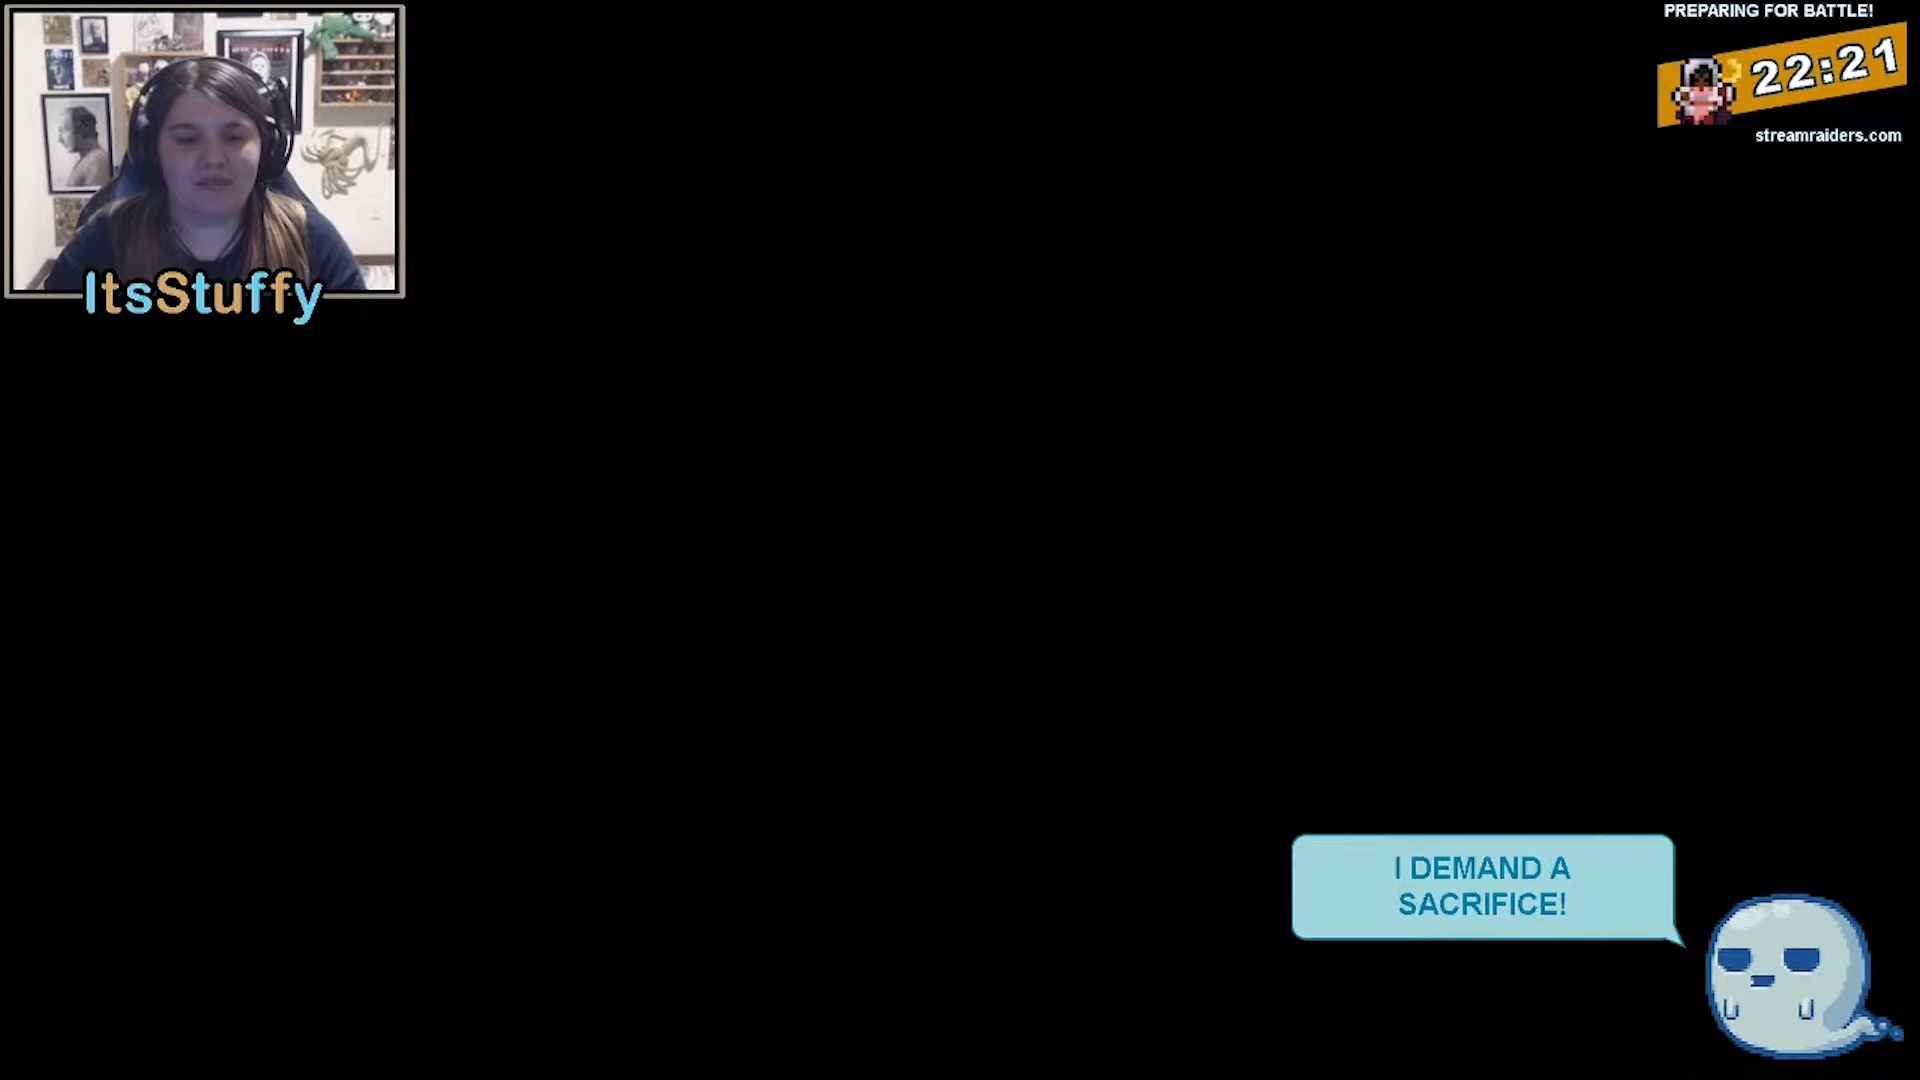 PREPARING FOR BATTLE!
22:21
streamraiders.com
ItsStuffy
I DEMAND A
SACRIFICE!